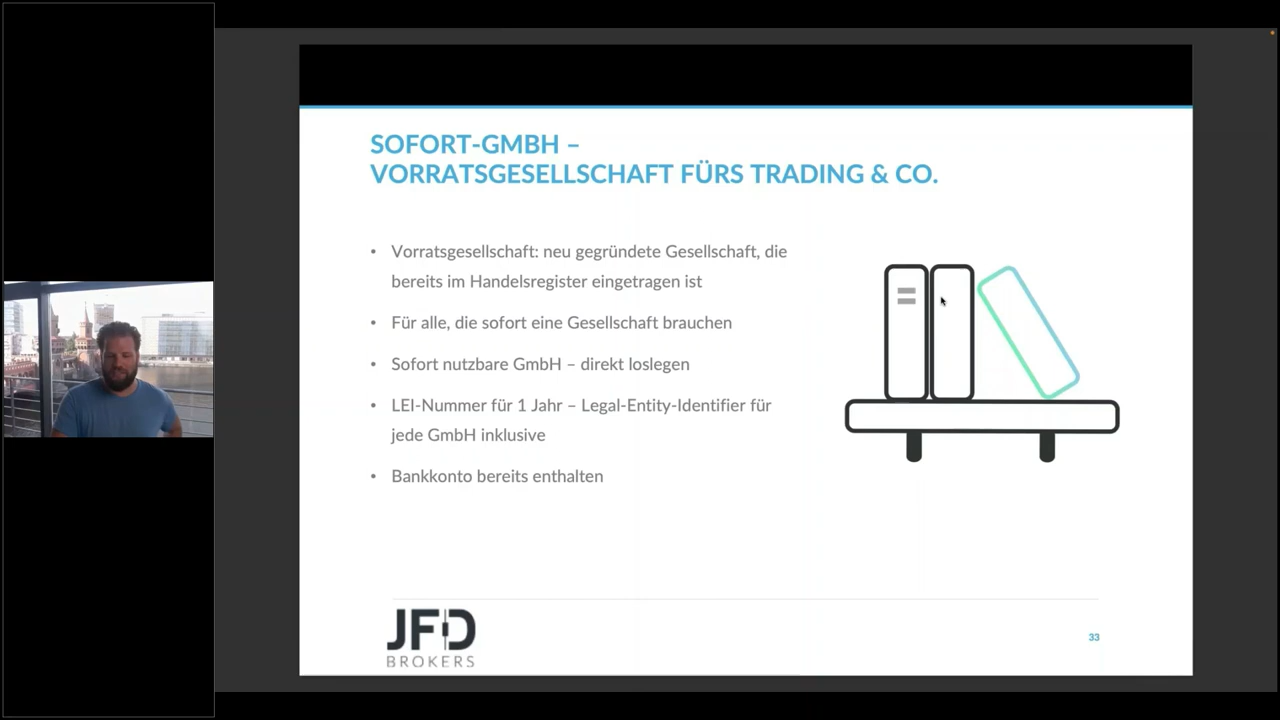 SOFORT-GMBH –
VORRATSGESELLSCHAFT FÜRS TRADING & CO.
• Vorratsgesellschaft: neu gegründete Gesellschaft, die
bereits im Handelsregister eingetragen ist
• Für alle, die sofort eine Gesellschaft brauchen
• Sofort nutzbare GmbH – direkt loslegen
• LEI-Nummer für 1 Jahr – Legal-Entity-Identifier für
jede GmbH inklusive
• Bankkonto bereits enthalten
JFD
BROKERS
33